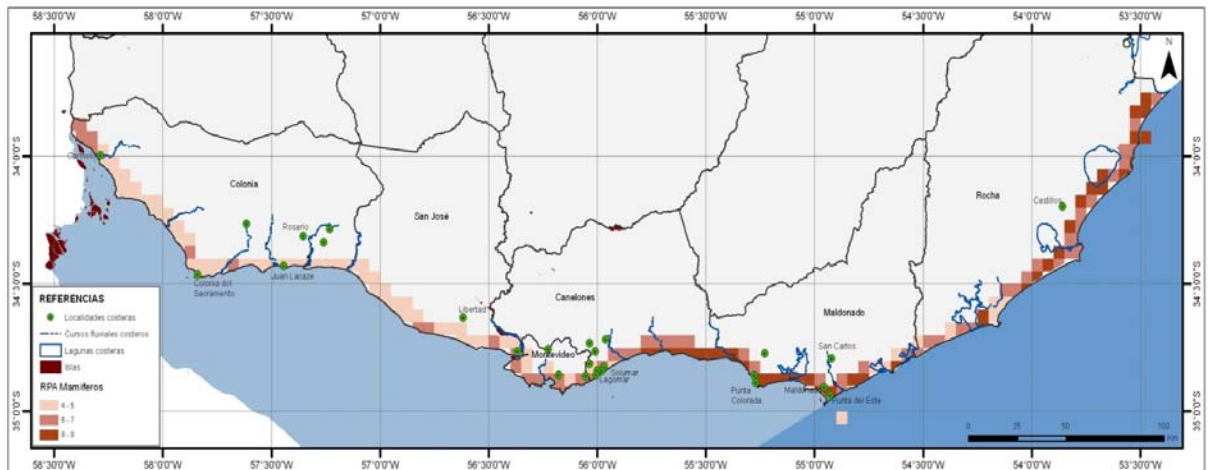 58°30'0"W 58°0'0"W 57°30'0"W 57°0'0"W 56°30'0"W 56°0'0"W 55°30'0"W 55°0'0"W 54°30'0"W 54°0'0"W 53°30'0"W
N
34°0'0"S 34°0'0"S
Colonia
Rocha
Castillos
San José
Rosario
34°30'0"S 34°30'0"S
Colonia del
Sacramento
Juan Lacaze
Canelones
Libertad
Maldonado
San Carlos
Montevideo
Solymar
Lagomar
Punta
Colorada
Punta del Este
REFERENCIAS
Localidades costeras
Cursos fluviales costeros
Lagunas costeras
Islas
RPA Mamíferos
4 - 5
6 - 7
8 - 9
35°0'0"S 35°0'0"S
0 25 50 100
Km
58°30'0"W 58°0'0"W 57°30'0"W 57°0'0"W 56°30'0"W 56°0'0"W 55°30'0"W 55°0'0"W 54°30'0"W 54°0'0"W 53°30'0"W